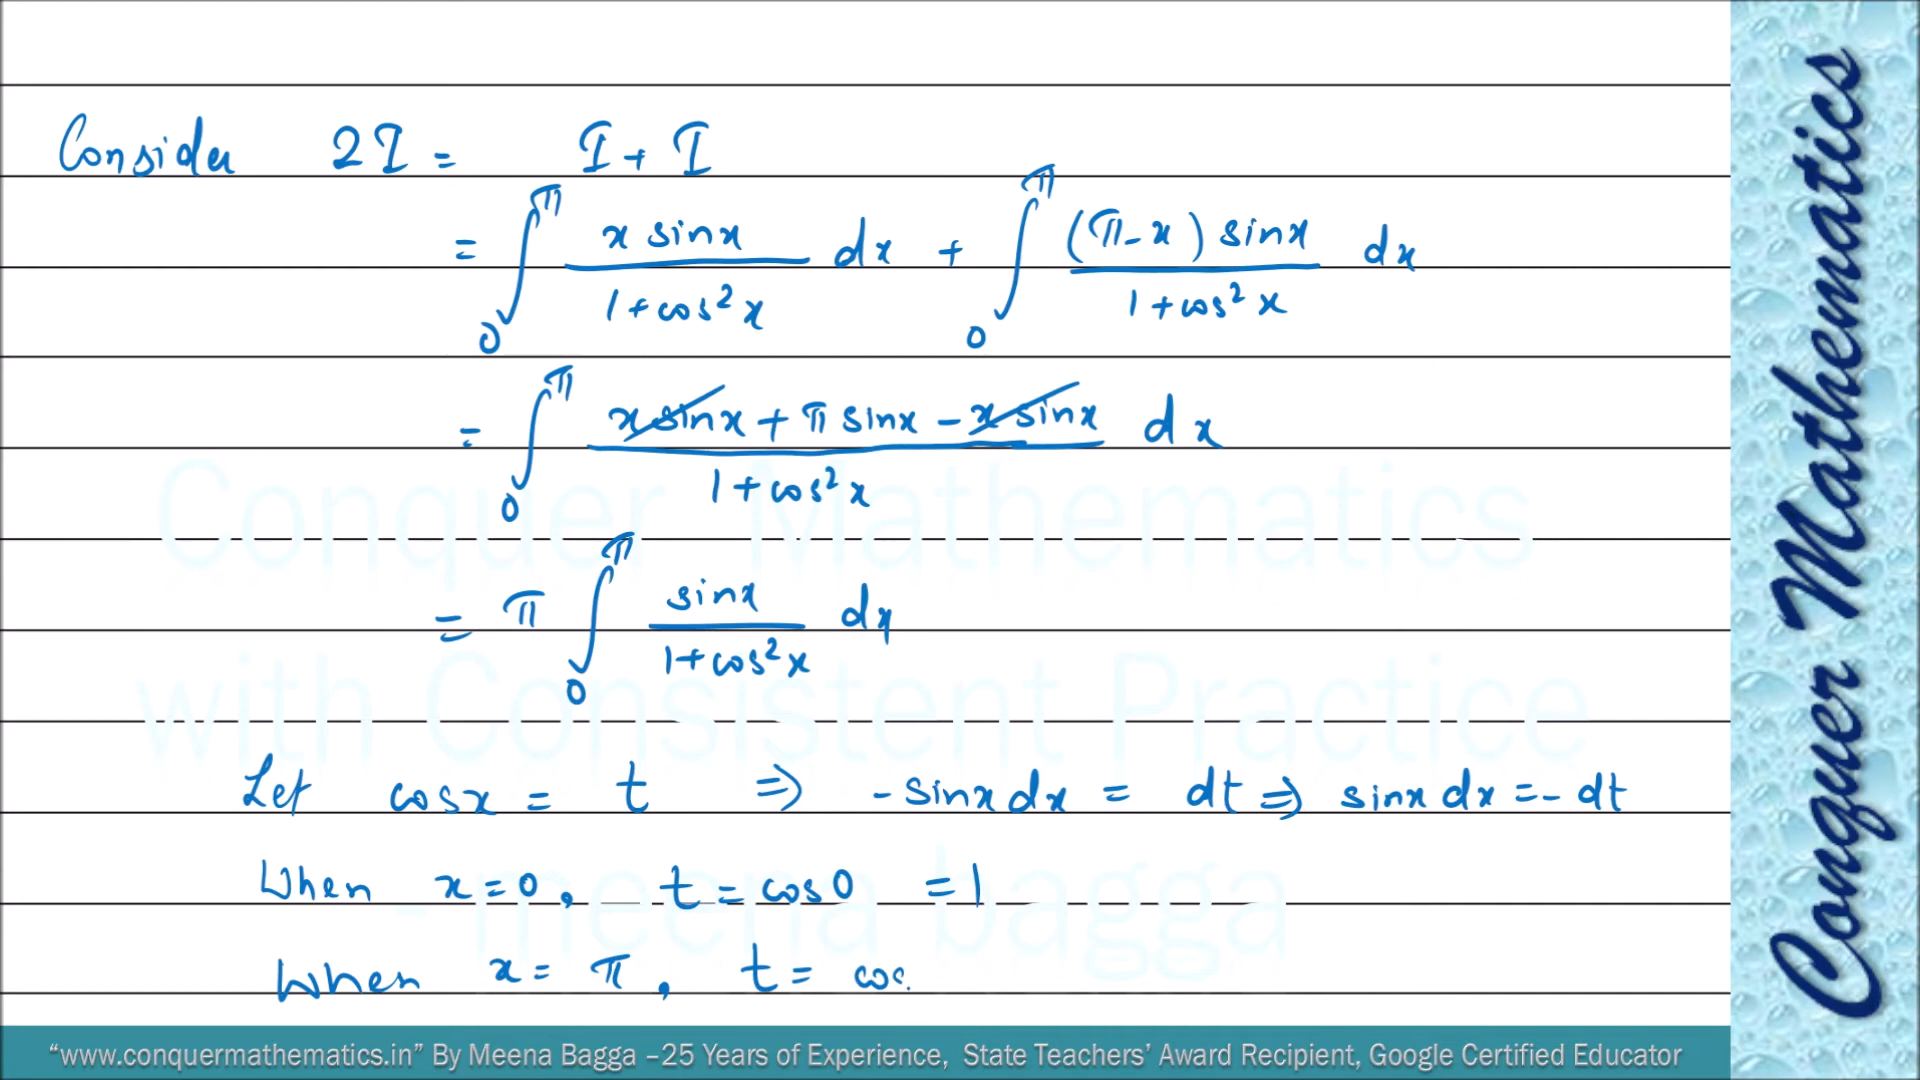 Consider 2I = I + I
= ∫₀^π x sinx / 1+cos²x dx + ∫₀^π (π-x) sinx / 1+cos²x dx
= ∫₀^π x sinx + π sinx - x sinx / 1+cos²x dx
= π ∫₀^π sinx / 1+cos²x dx
Let cosx = t ⇒ -sinx dx = dt ⇒ sinx dx = - dt
When x=0, t = cos0 = 1
When x = π, t = cos
Conquer Mathematics
with Consistent Practice
- meena bagga
"www.conquermathematics.in" By Meena Bagga –25 Years of Experience, State Teachers' Award Recipient, Google Certified Educator
Conquer Mathematics